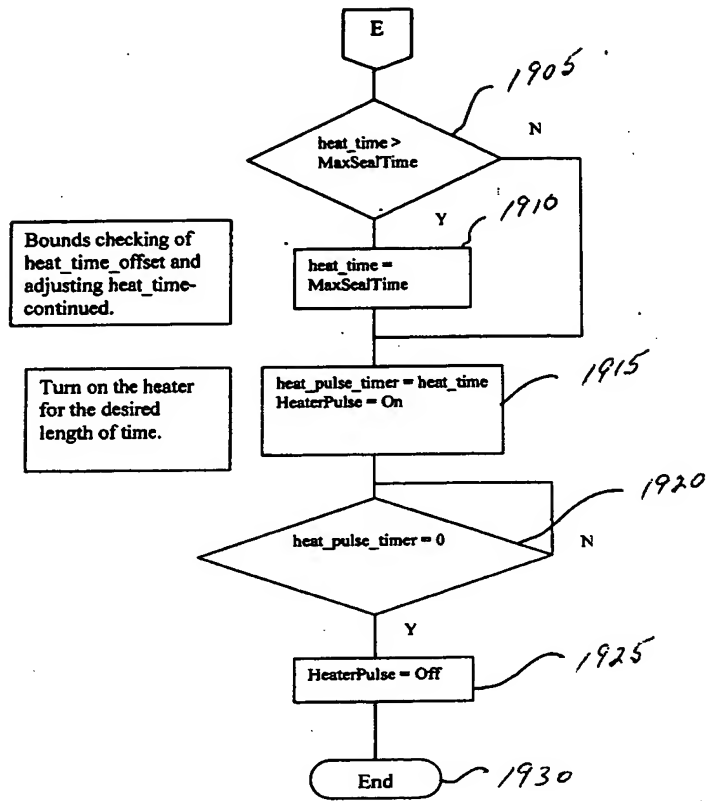 E
1905
heat_time >
MaxSealTime
N
Y
1910
Bounds checking of
heat_time_offset and
adjusting heat_time-
continued.
heat_time =
MaxSealTime
Turn on the heater
for the desired
length of time.
heat_pulse_timer = heat_time
HeaterPulse = On
1915
1920
heat_pulse_timer = 0
N
Y
HeaterPulse = Off
1925
End
1930